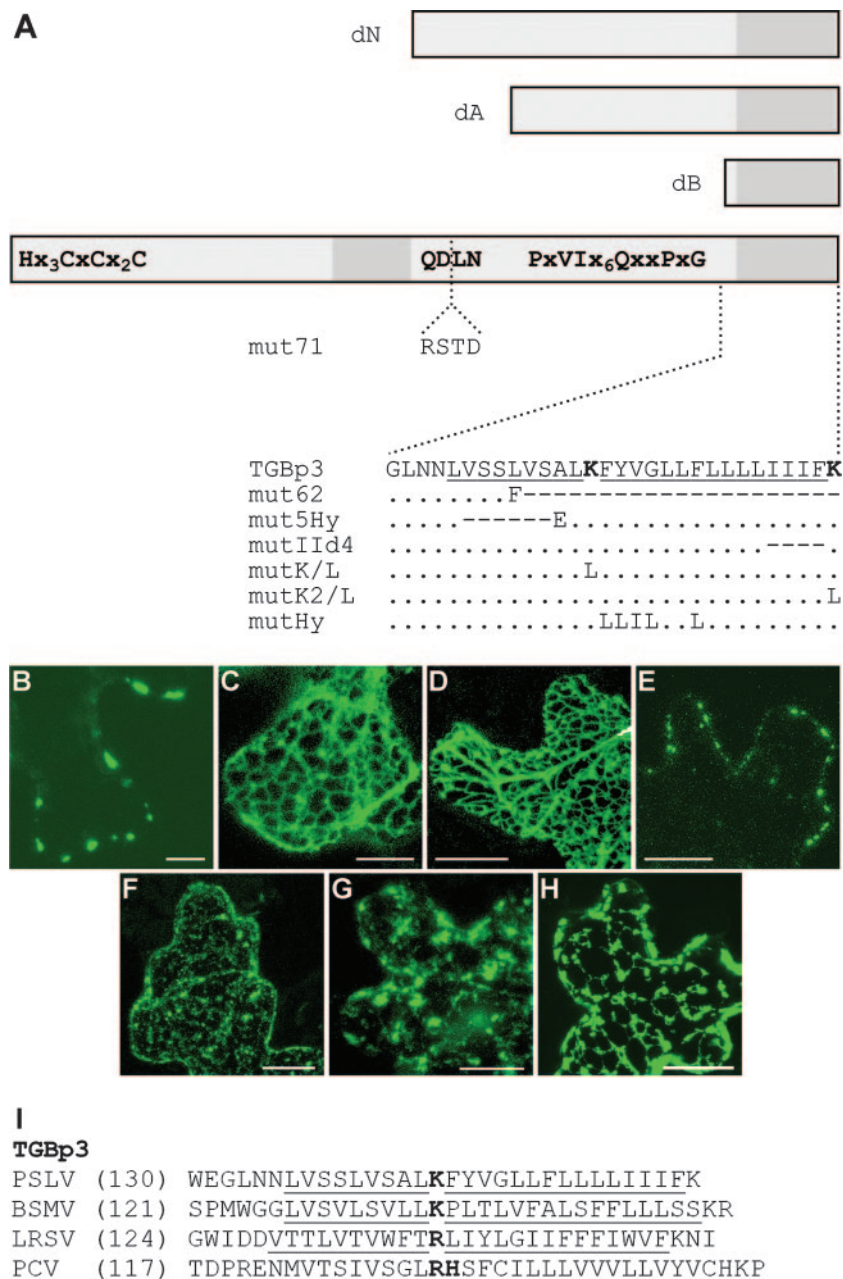 A
dN
dA
dB
Hx₃CxCx₂C QDLN PxVIx₆QxxPxG
mut71 RSTD
TGBp3 GLNNLVSSLVSALKFYVGLLFLLLLIIIFK
mut62 ........F---------------------
mut5Hy .....------E..................
mutIId4 .........................----.
mutK/L .............L................
mutK2/L .............................L
mutHy ..............LLIL..L.........
B C D E
F G H
I
TGBp3
PSLV (130) WEGLNNLVSSLVSALKFYVGLLFLLLLIIIFK
BSMV (121) SPMWGGLVSVLSVLLKPLTLVFALSFFLLLSSKR
LRSV (124) GWIDDVTTLVTVWFTRLIYLGIIFFFIWVFKNI
PCV (117) TDPRENMVTSIVSGLRHSFCILLLVVVLLVYVCHKP